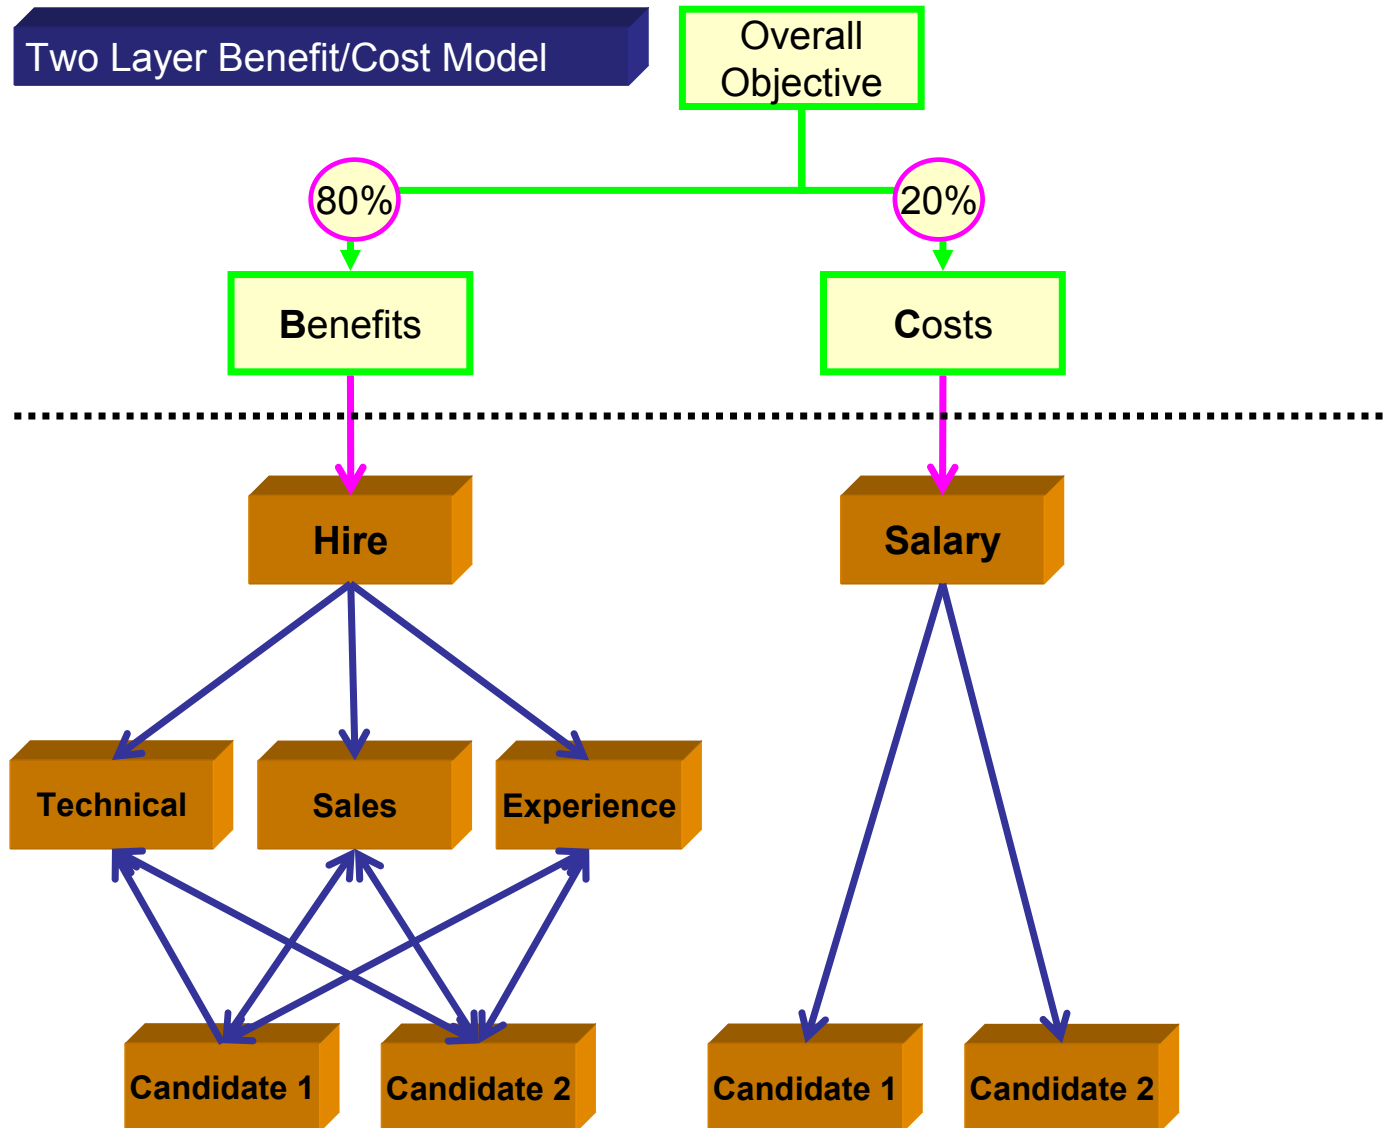 Two Layer Benefit/Cost Model
Overall
Objective
80%
20%
Benefits
Costs
Hire
Salary
Technical
Sales
Experience
Candidate 1
Candidate 2
Candidate 1
Candidate 2